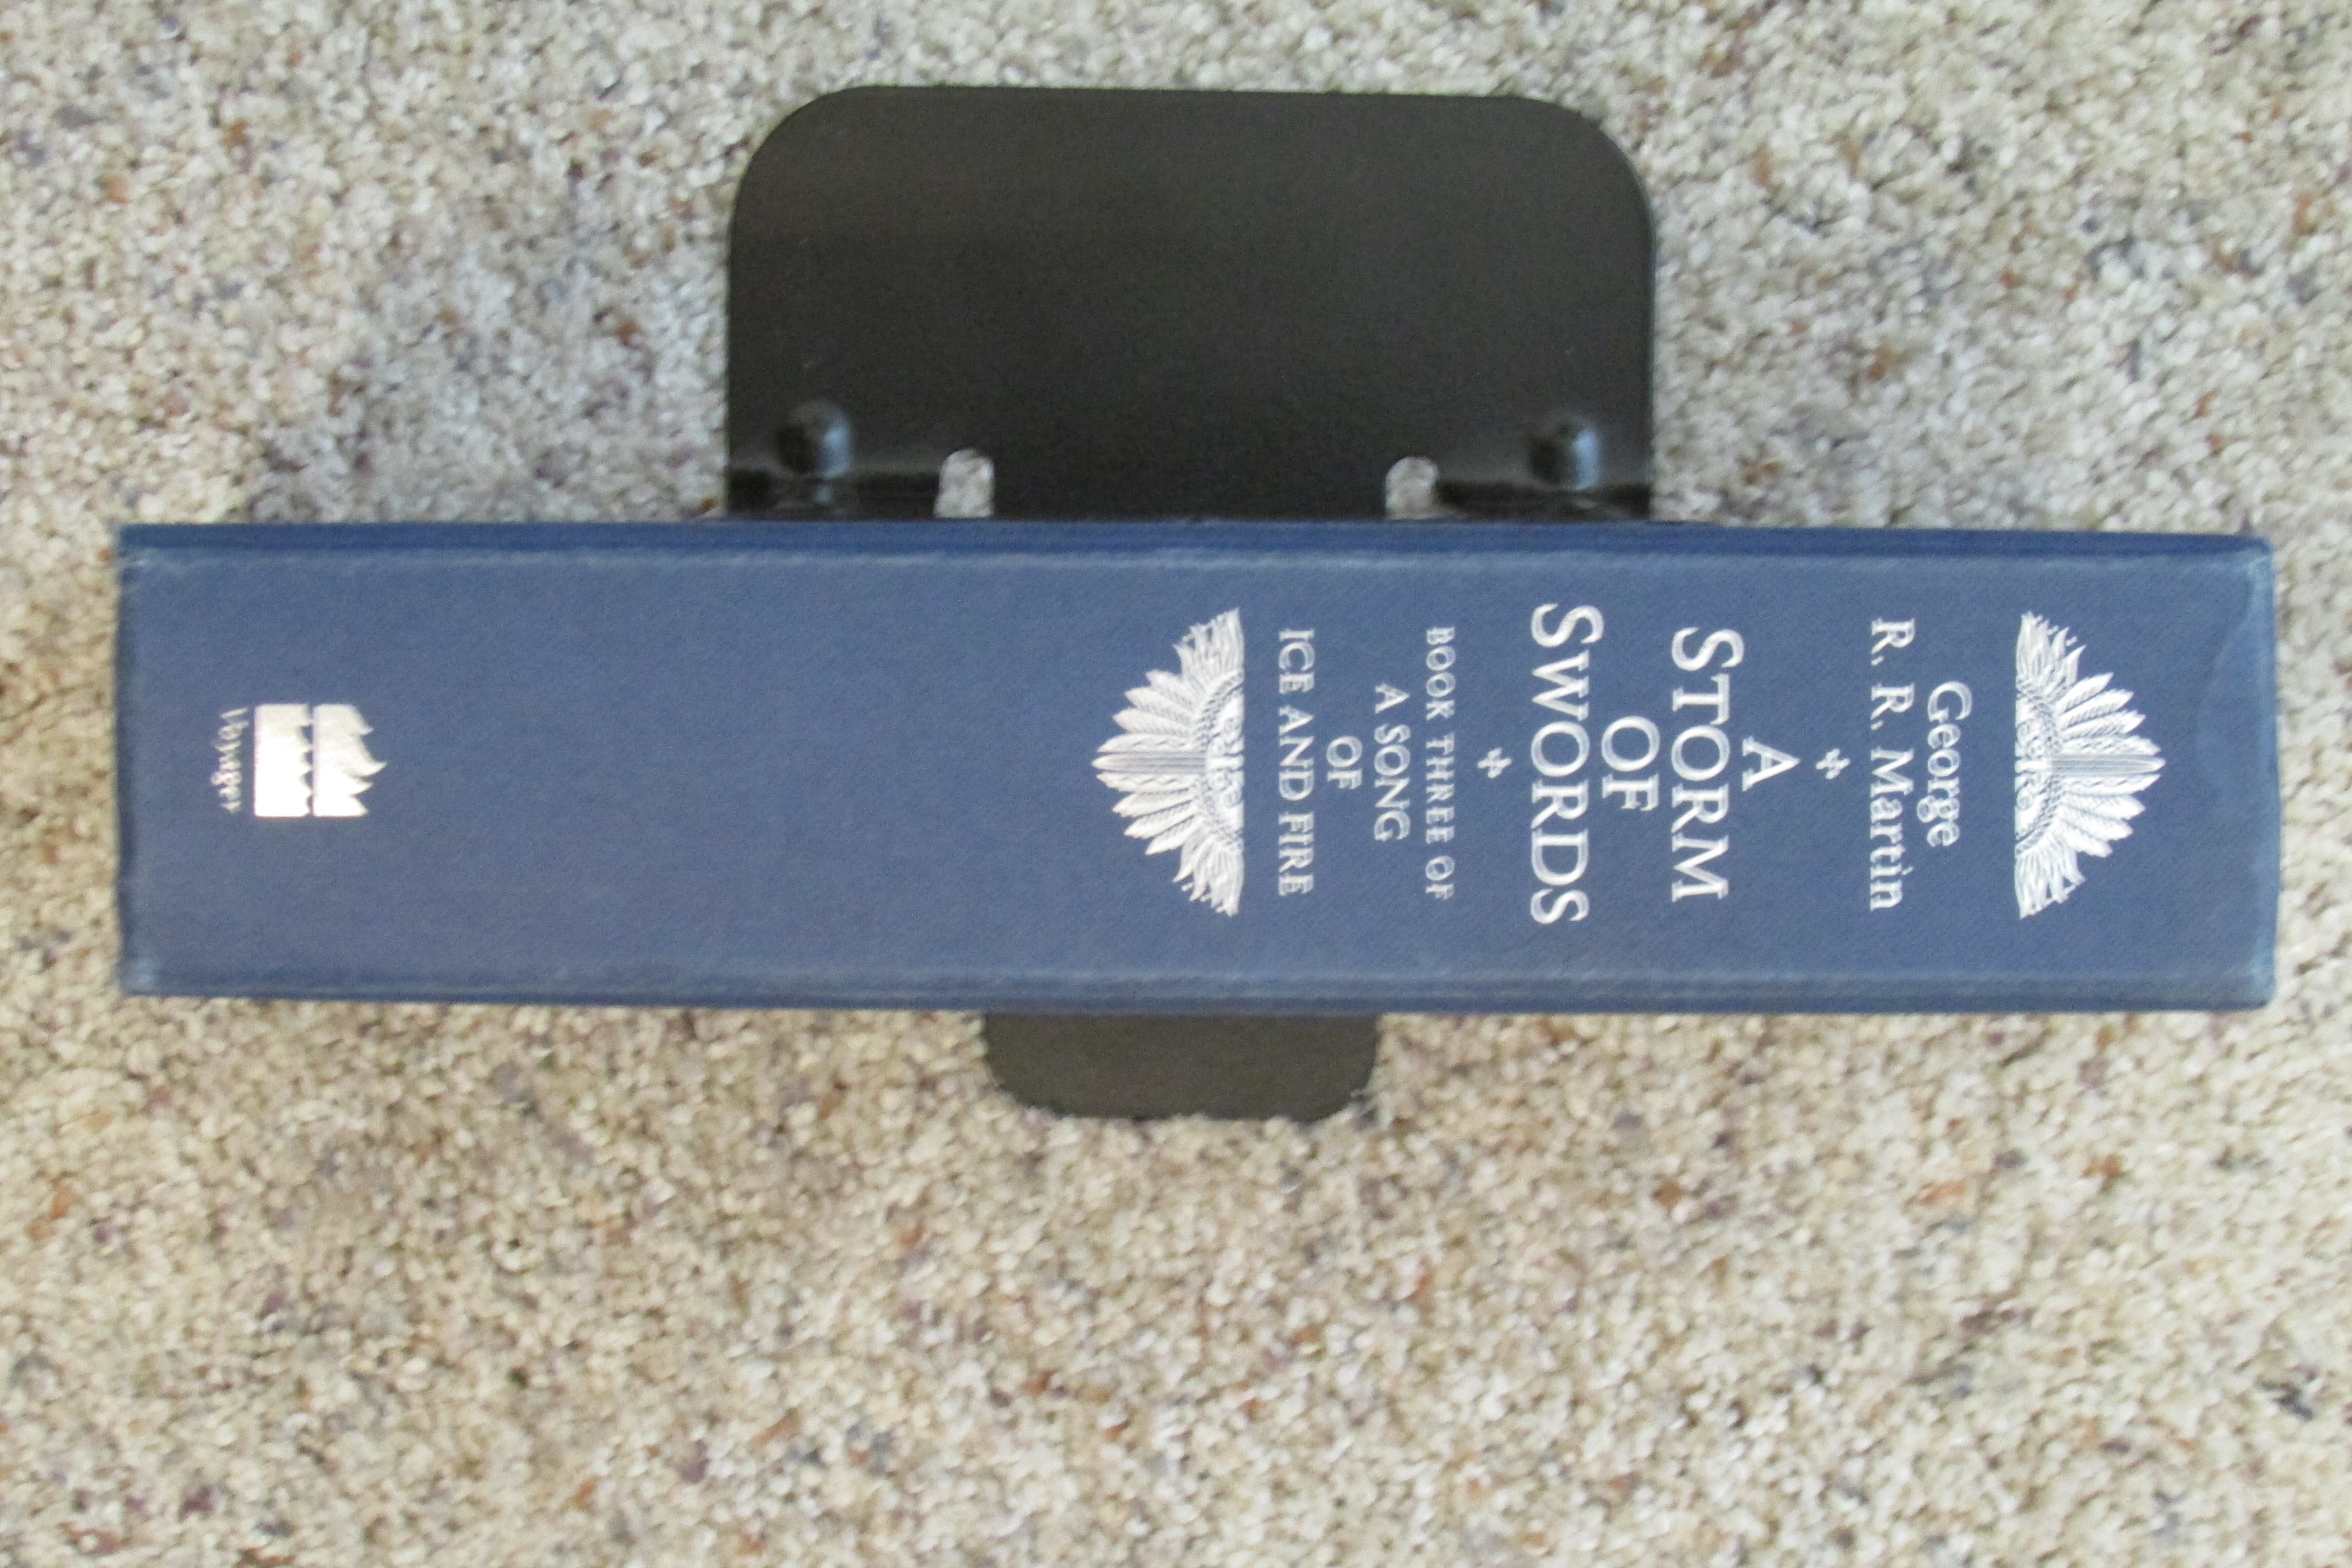 George
R. R. Martin
A
STORM
OF
SWORDS
BOOK THREE OF
A SONG
OF
ICE AND FIRE
Voyager